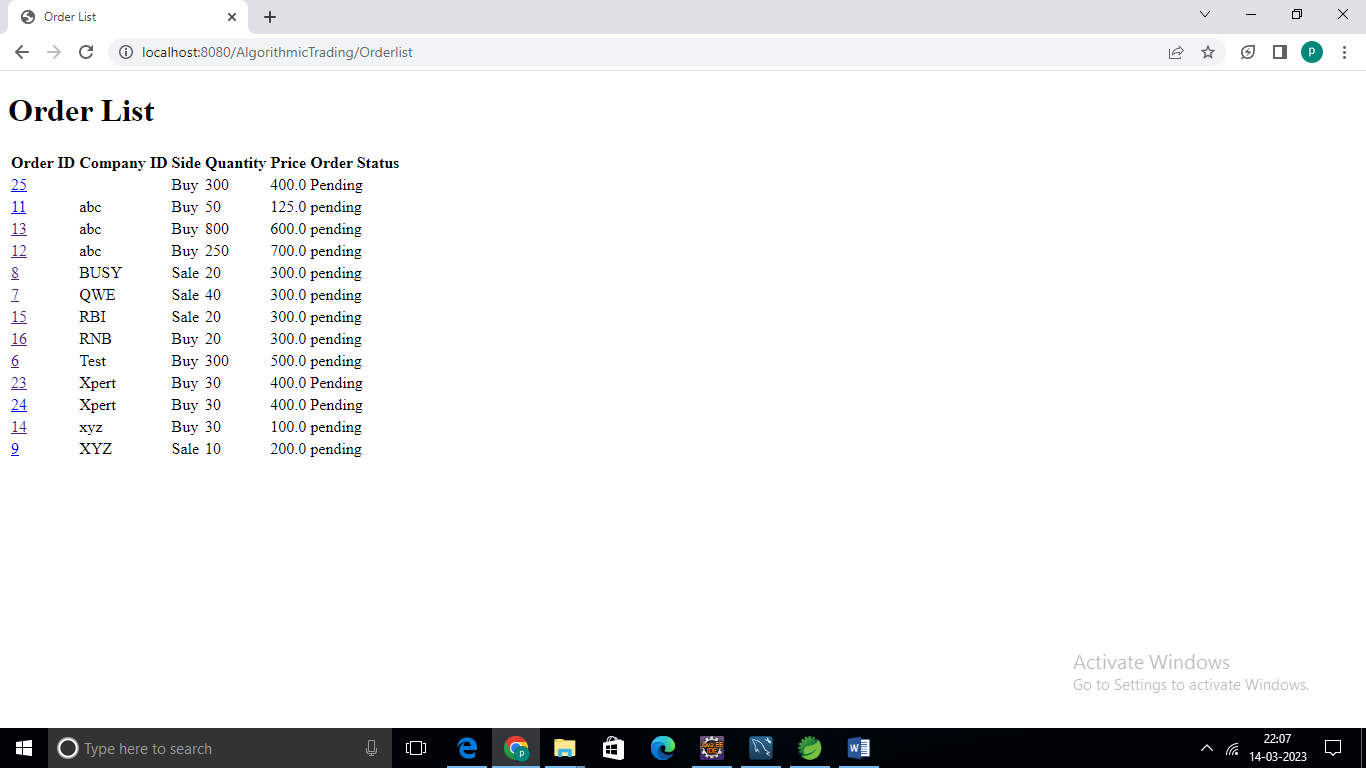 Order List
localhost:8080/AlgorithmicTrading/Orderlist
P
Order List
Order ID Company ID Side Quantity Price Order Status
25 Buy 300 400.0 Pending
11 abc Buy 50 125.0 pending
13 abc Buy 800 600.0 pending
12 abc Buy 250 700.0 pending
8 BUSY Sale 20 300.0 pending
7 QWE Sale 40 300.0 pending
15 RBI Sale 20 300.0 pending
16 RNB Buy 20 300.0 pending
6 Test Buy 300 500.0 pending
23 Xpert Buy 30 400.0 Pending
24 Xpert Buy 30 400.0 Pending
14 xyz Buy 30 100.0 pending
9 XYZ Sale 10 200.0 pending
Activate Windows
Go to Settings to activate Windows.
Type here to search
22:07
14-03-2023